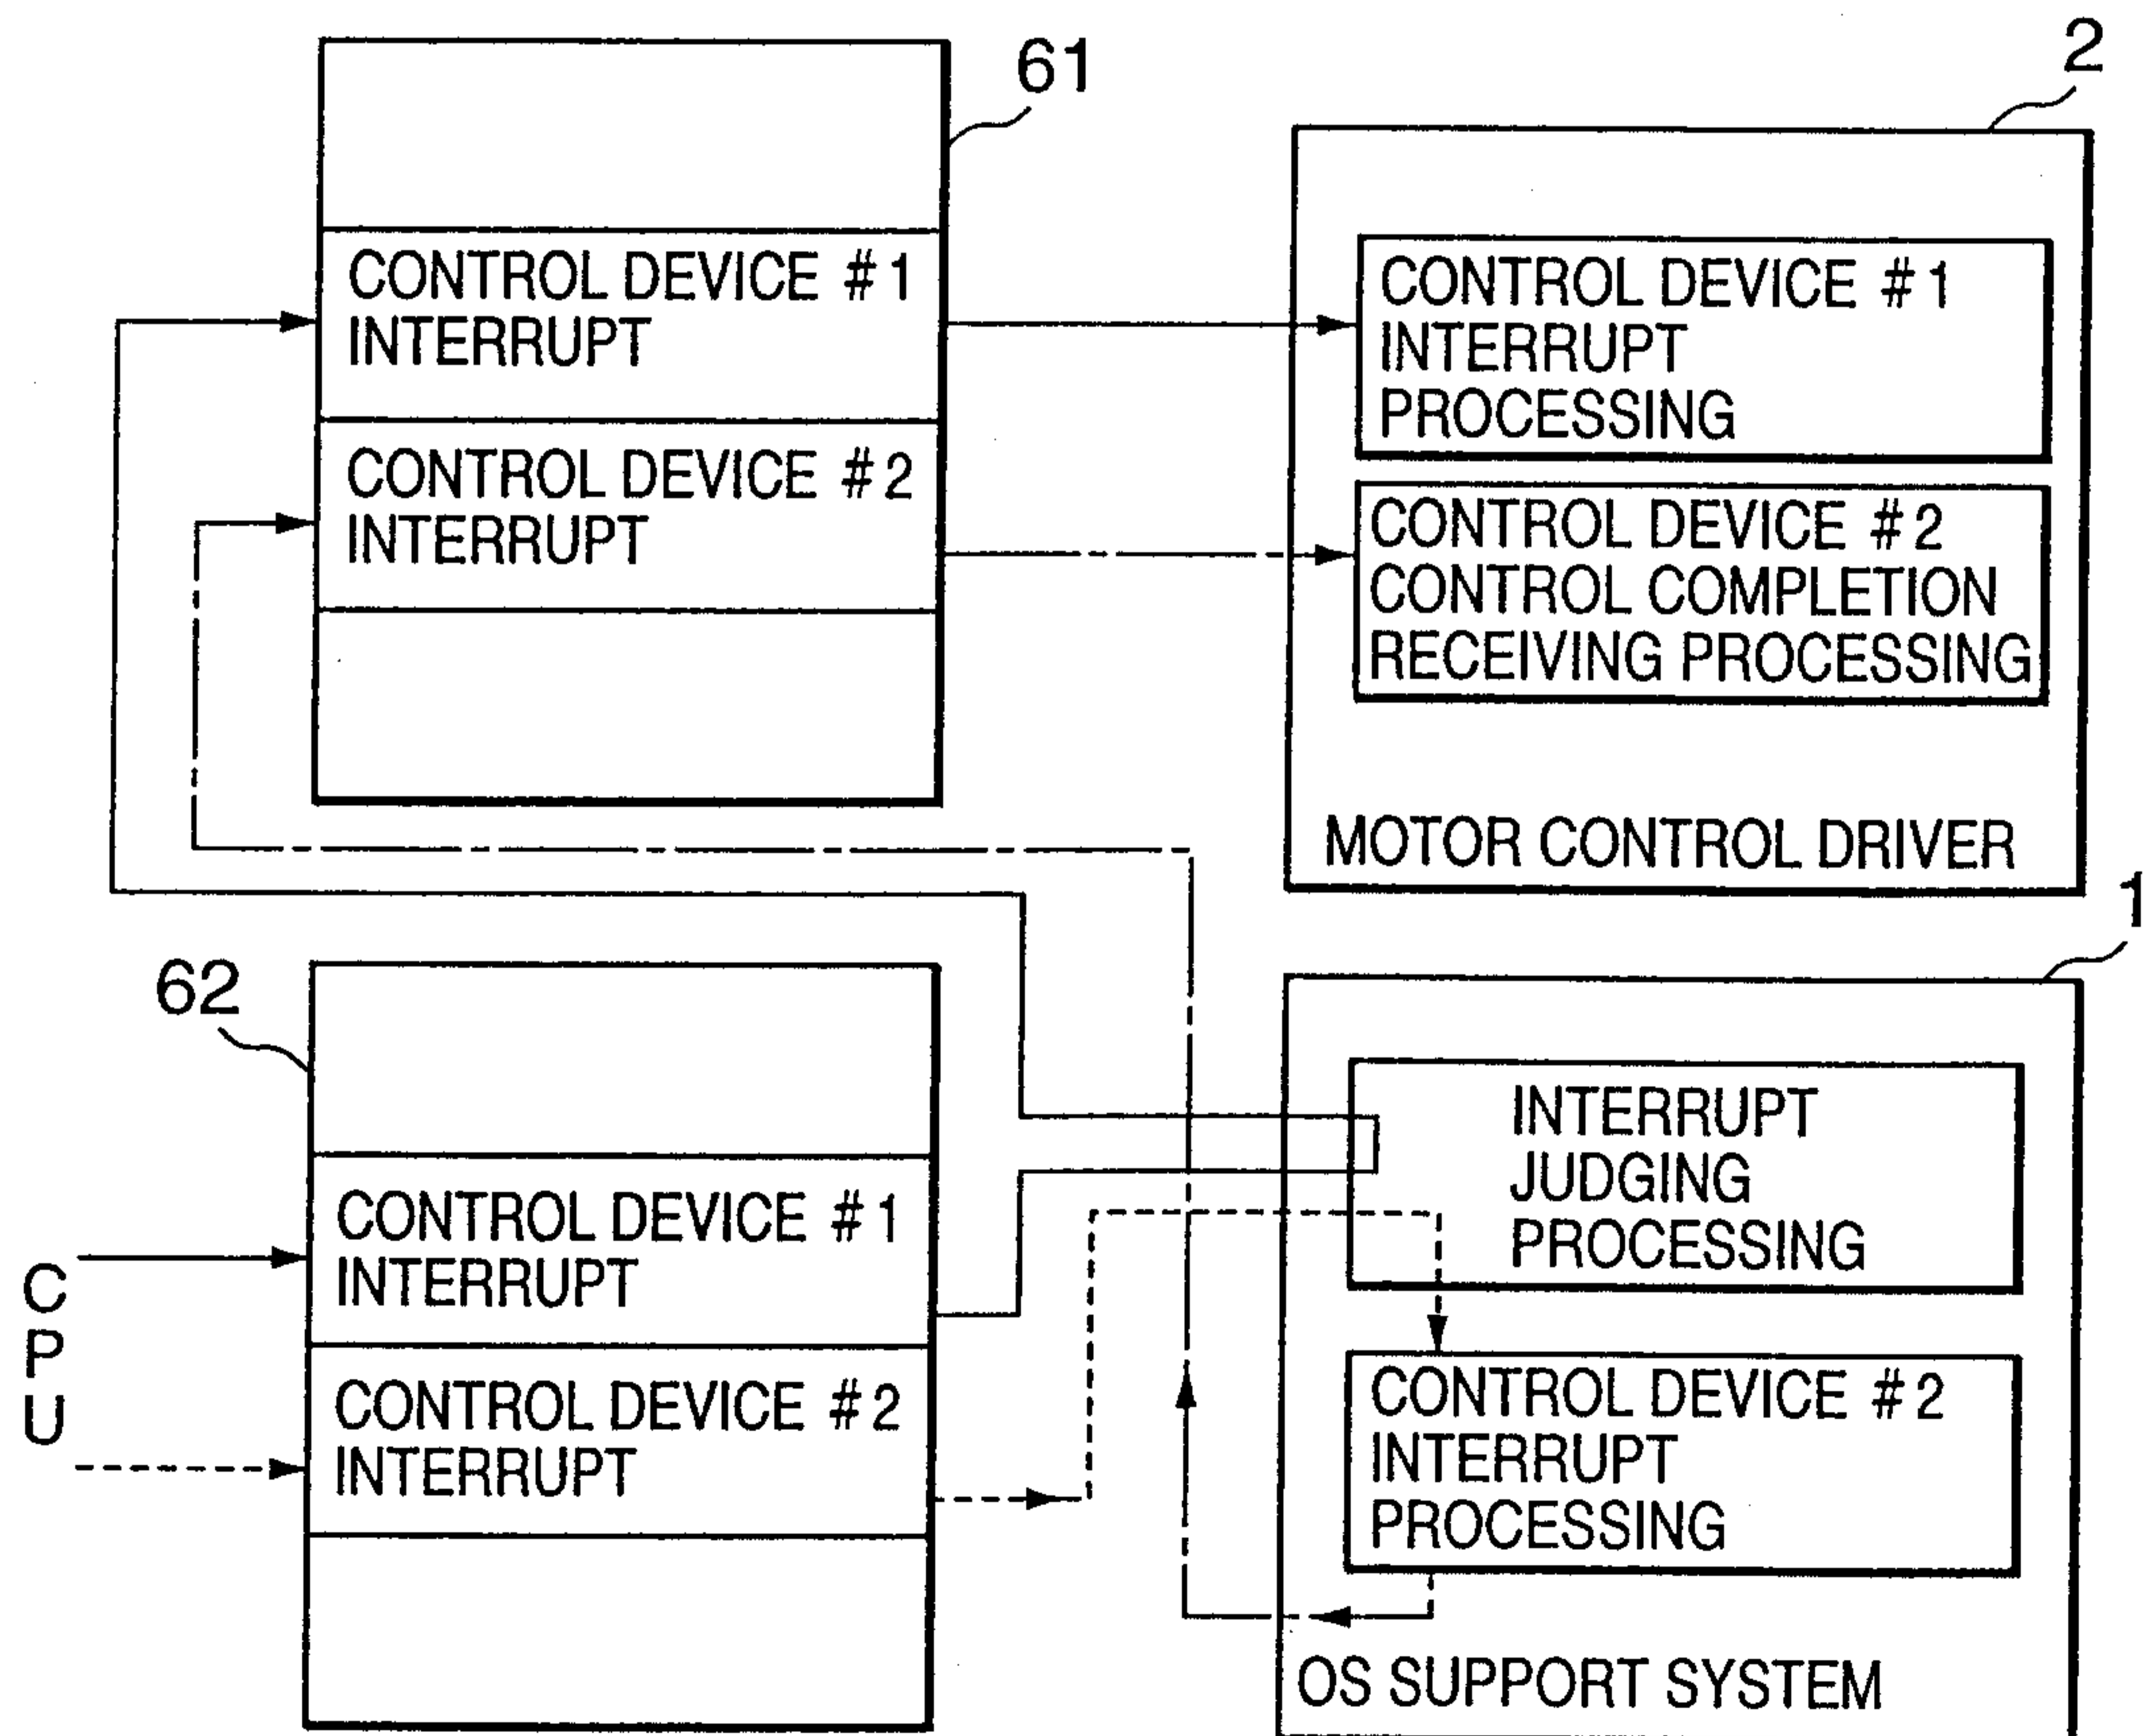 61
2
CONTROL DEVICE #1
INTERRUPT
CONTROL DEVICE #2
INTERRUPT
CONTROL DEVICE #1
INTERRUPT
PROCESSING
CONTROL DEVICE #2
CONTROL COMPLETION
RECEIVING PROCESSING
MOTOR CONTROL DRIVER
62
1
CPU
CONTROL DEVICE #1
INTERRUPT
CONTROL DEVICE #2
INTERRUPT
INTERRUPT
JUDGING
PROCESSING
CONTROL DEVICE #2
INTERRUPT
PROCESSING
OS SUPPORT SYSTEM